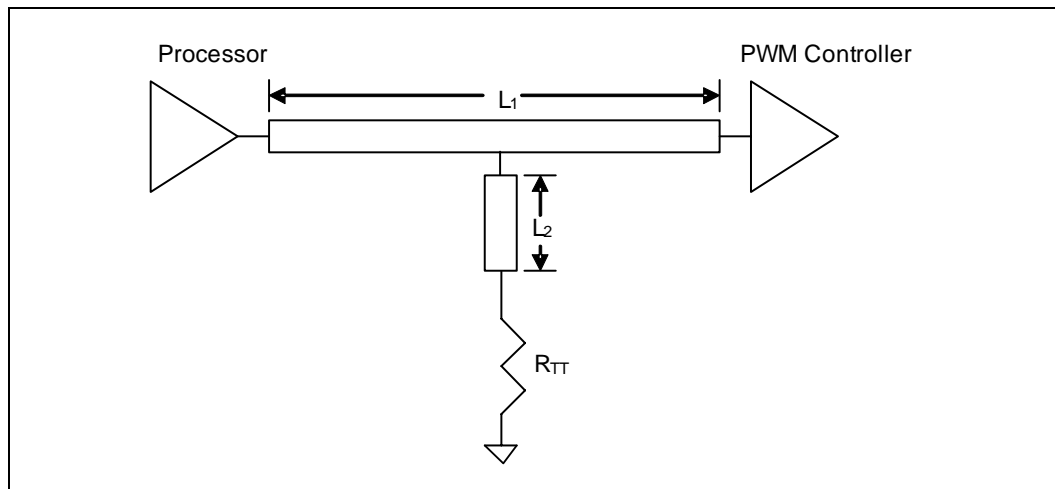 Processor
PWM Controller
L1
L2
RTT